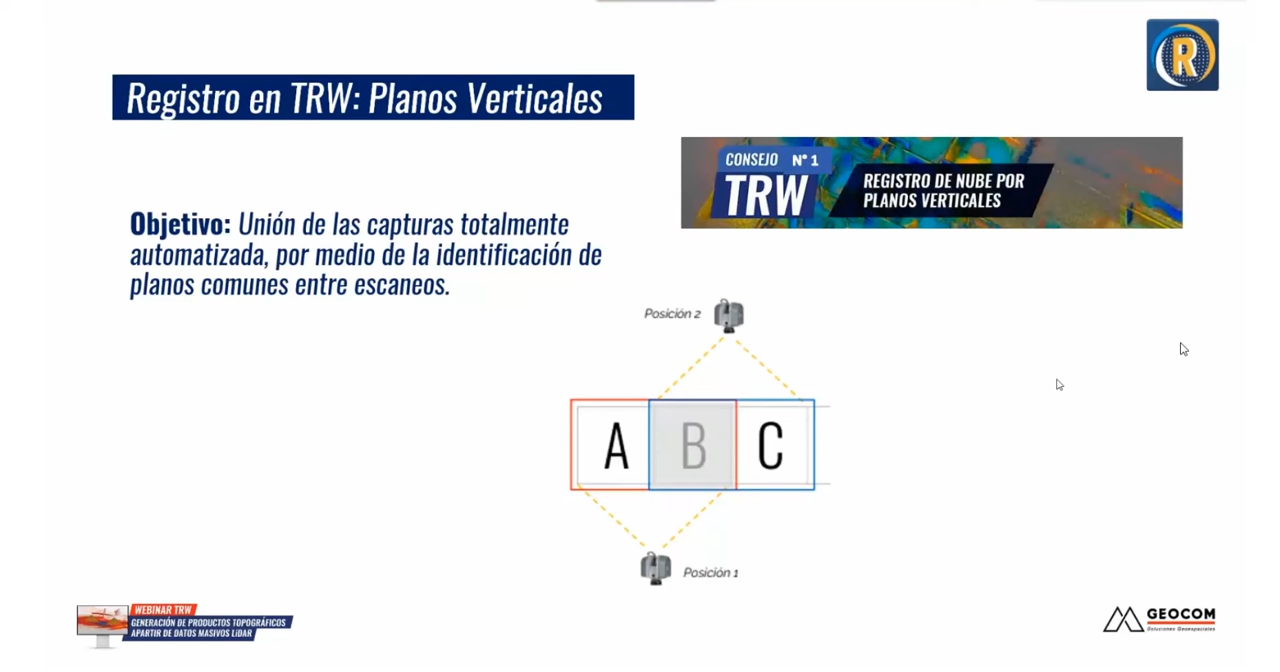 R
Registro en TRW: Planos Verticales
CONSEJO N° 1
TRW
REGISTRO DE NUBE POR
PLANOS VERTICALES
Objetivo: Unión de las capturas totalmente
automatizada, por medio de la identificación de
planos comunes entre escaneos.
Posición 2
A B C
Posición 1
WEBINAR TRW
GENERACIÓN DE PRODUCTOS TOPOGRÁFICOS
APARTIR DE DATOS MASIVOS LiDAR
GEOCOM
Soluciones Geoespaciales